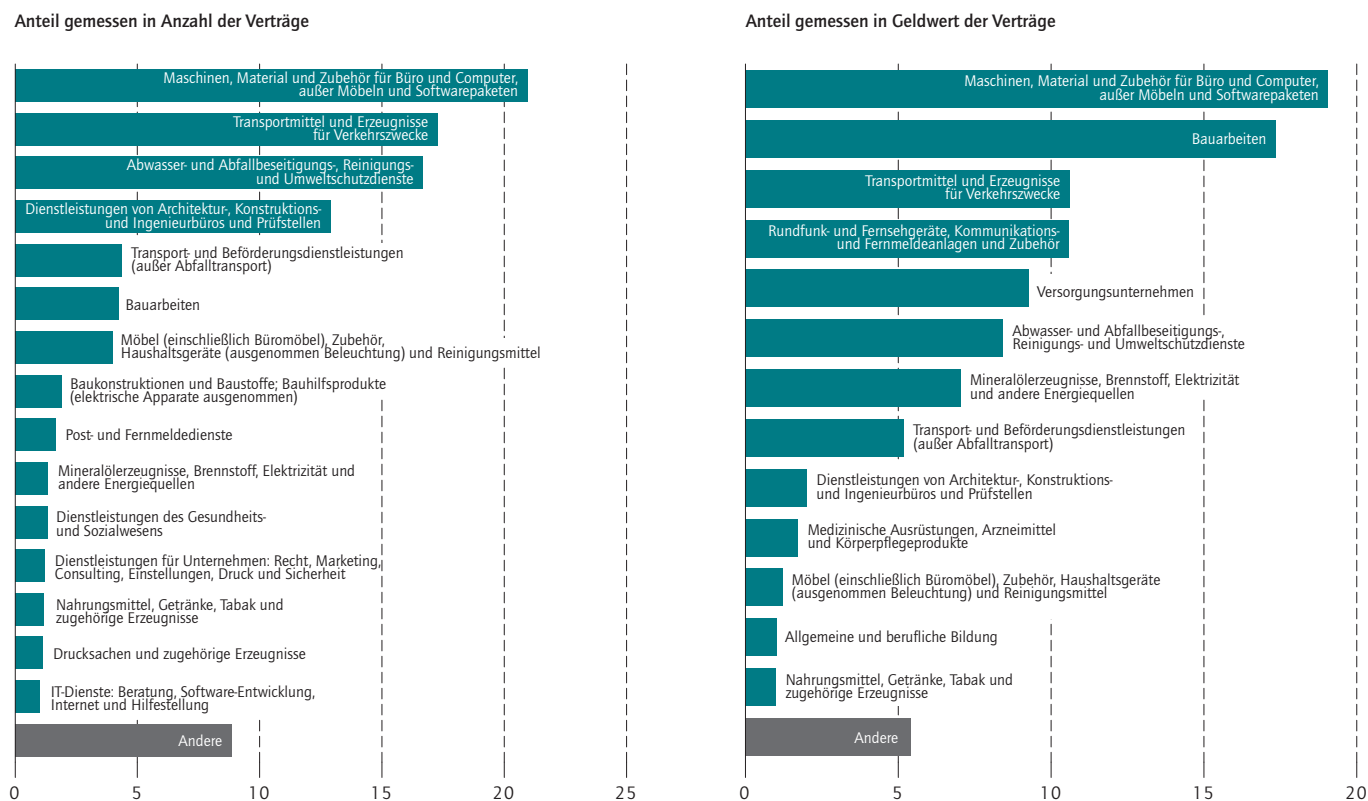 Anteil gemessen in Anzahl der Verträge
Maschinen, Material und Zubehör für Büro und Computer,
außer Möbeln und Softwarepaketen
Transportmittel und Erzeugnisse
für Verkehrszwecke
Abwasser- und Abfallbeseitigungs-, Reinigungs-
und Umweltschutzdienste
Dienstleistungen von Architektur-, Konstruktions-
und Ingenieurbüros und Prüfstellen
Transport- und Beförderungsdienstleistungen
(außer Abfalltransport)
Bauarbeiten
Möbel (einschließlich Büromöbel), Zubehör,
Haushaltsgeräte (ausgenommen Beleuchtung) und Reinigungsmittel
Baukonstruktionen und Baustoffe; Bauhilfsprodukte
(elektrische Apparate ausgenommen)
Post- und Fernmeldedienste
Mineralölerzeugnisse, Brennstoff, Elektrizität und
andere Energiequellen
Dienstleistungen des Gesundheits-
und Sozialwesens
Dienstleistungen für Unternehmen: Recht, Marketing,
Consulting, Einstellungen, Druck und Sicherheit
Nahrungsmittel, Getränke, Tabak und
zugehörige Erzeugnisse
Drucksachen und zugehörige Erzeugnisse
IT-Dienste: Beratung, Software-Entwicklung,
Internet und Hilfestellung
Andere
0 5 10 15 20 25
Anteil gemessen in Geldwert der Verträge
Maschinen, Material und Zubehör für Büro und Computer,
außer Möbeln und Softwarepaketen
Bauarbeiten
Transportmittel und Erzeugnisse
für Verkehrszwecke
Rundfunk- und Fernsehgeräte, Kommunikations-
und Fernmeldeanlagen und Zubehör
Versorgungsunternehmen
Abwasser- und Abfallbeseitigungs-,
Reinigungs- und Umweltschutzdienste
Mineralölerzeugnisse, Brennstoff, Elektrizität
und andere Energiequellen
Transport- und Beförderungsdienstleistungen
(außer Abfalltransport)
Dienstleistungen von Architektur-, Konstruktions-
und Ingenieurbüros und Prüfstellen
Medizinische Ausrüstungen, Arzneimittel
und Körperpflegeprodukte
Möbel (einschließlich Büromöbel), Zubehör, Haushaltsgeräte
(ausgenommen Beleuchtung) und Reinigungsmittel
Allgemeine und berufliche Bildung
Nahrungsmittel, Getränke, Tabak und
zugehörige Erzeugnisse
Andere
0 5 10 15 20